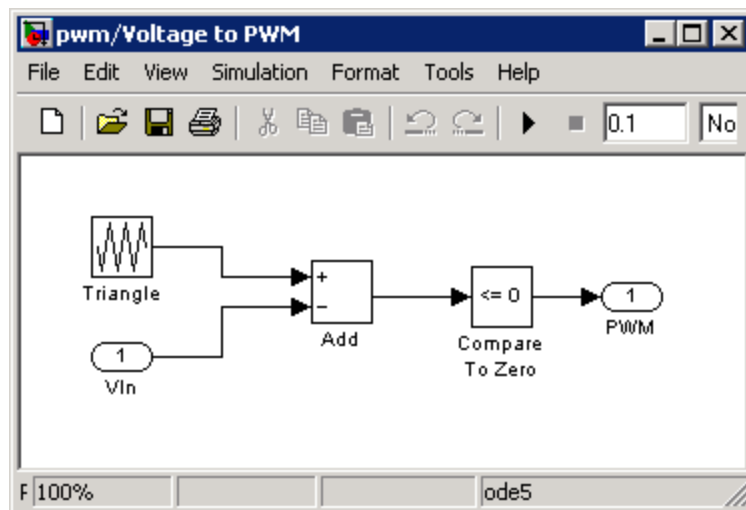 pwm/Voltage to PWM
File Edit View Simulation Format Tools Help
0.1 No
+
−
Triangle
1
VIn
Add
<= 0
Compare
To Zero
1
PWM
F 100% ode5